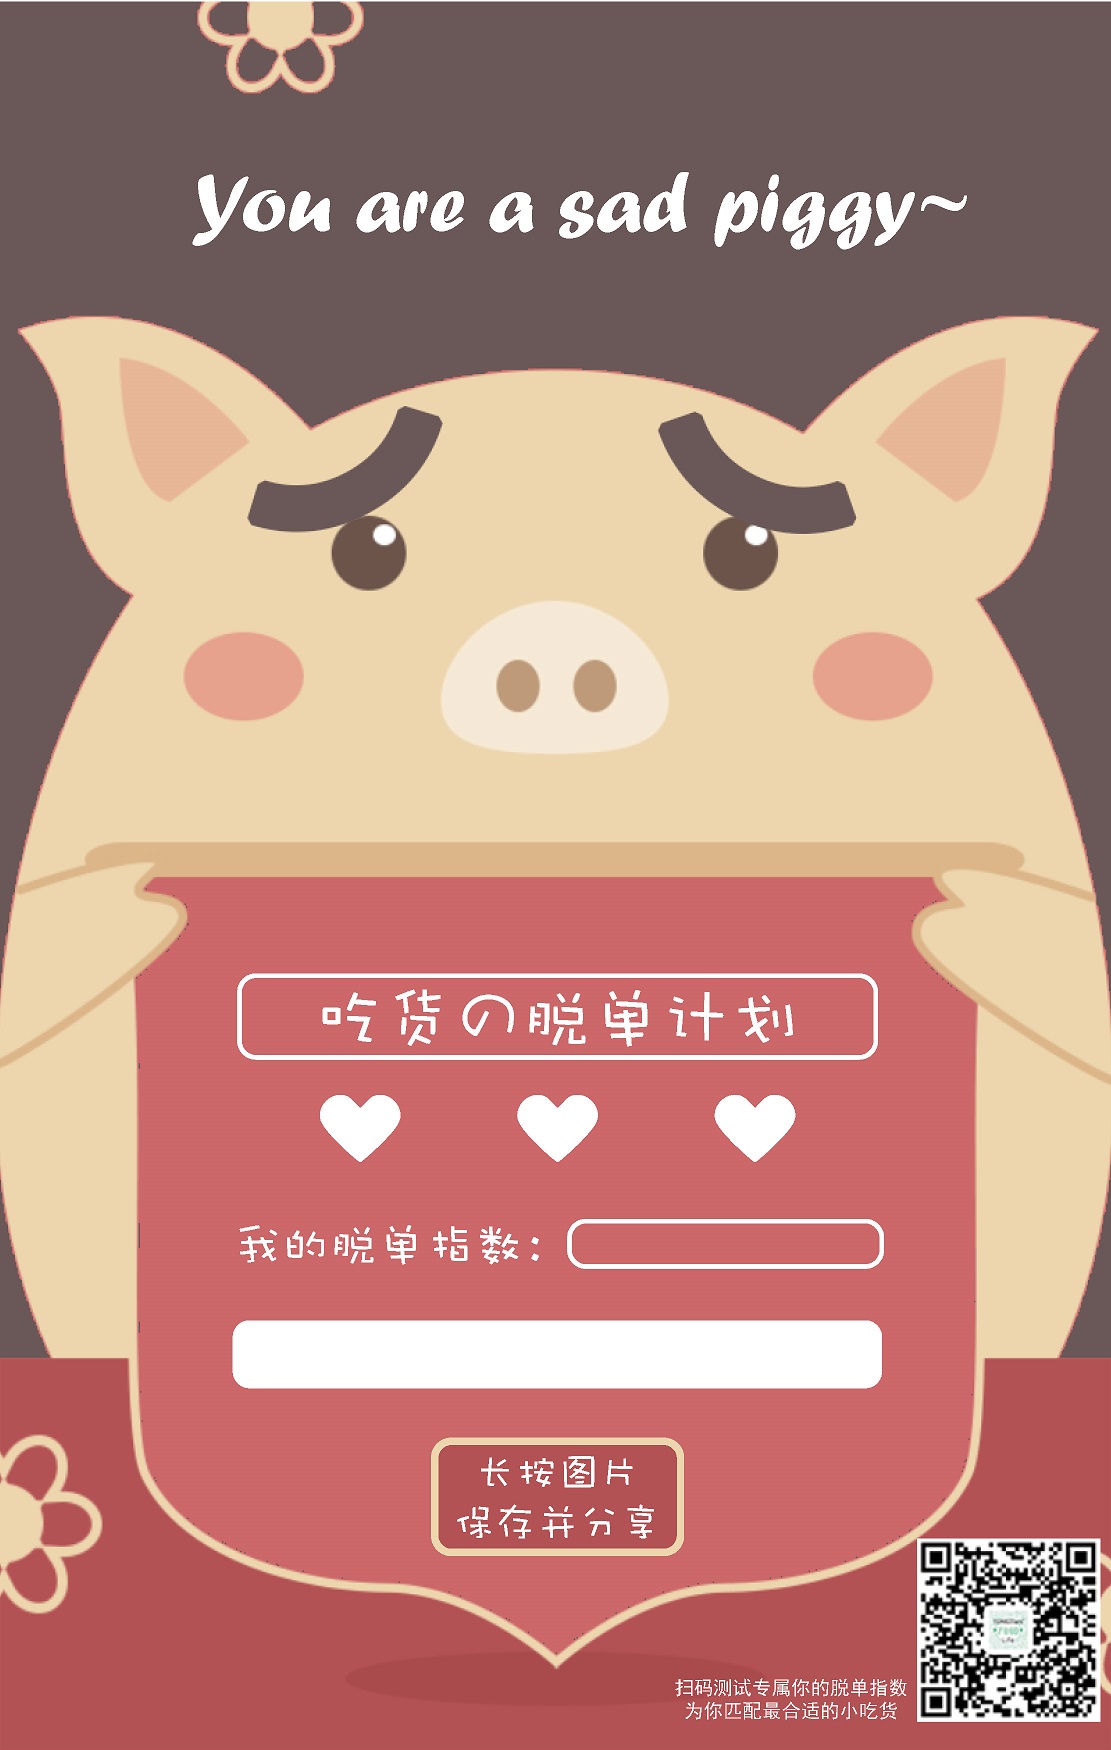 You are a sad piggy~
吃货の脱单计划
我的脱单指数：
长按图片
保存并分享
扫码测试专属你的脱单指数
为你匹配最合适的小吃货